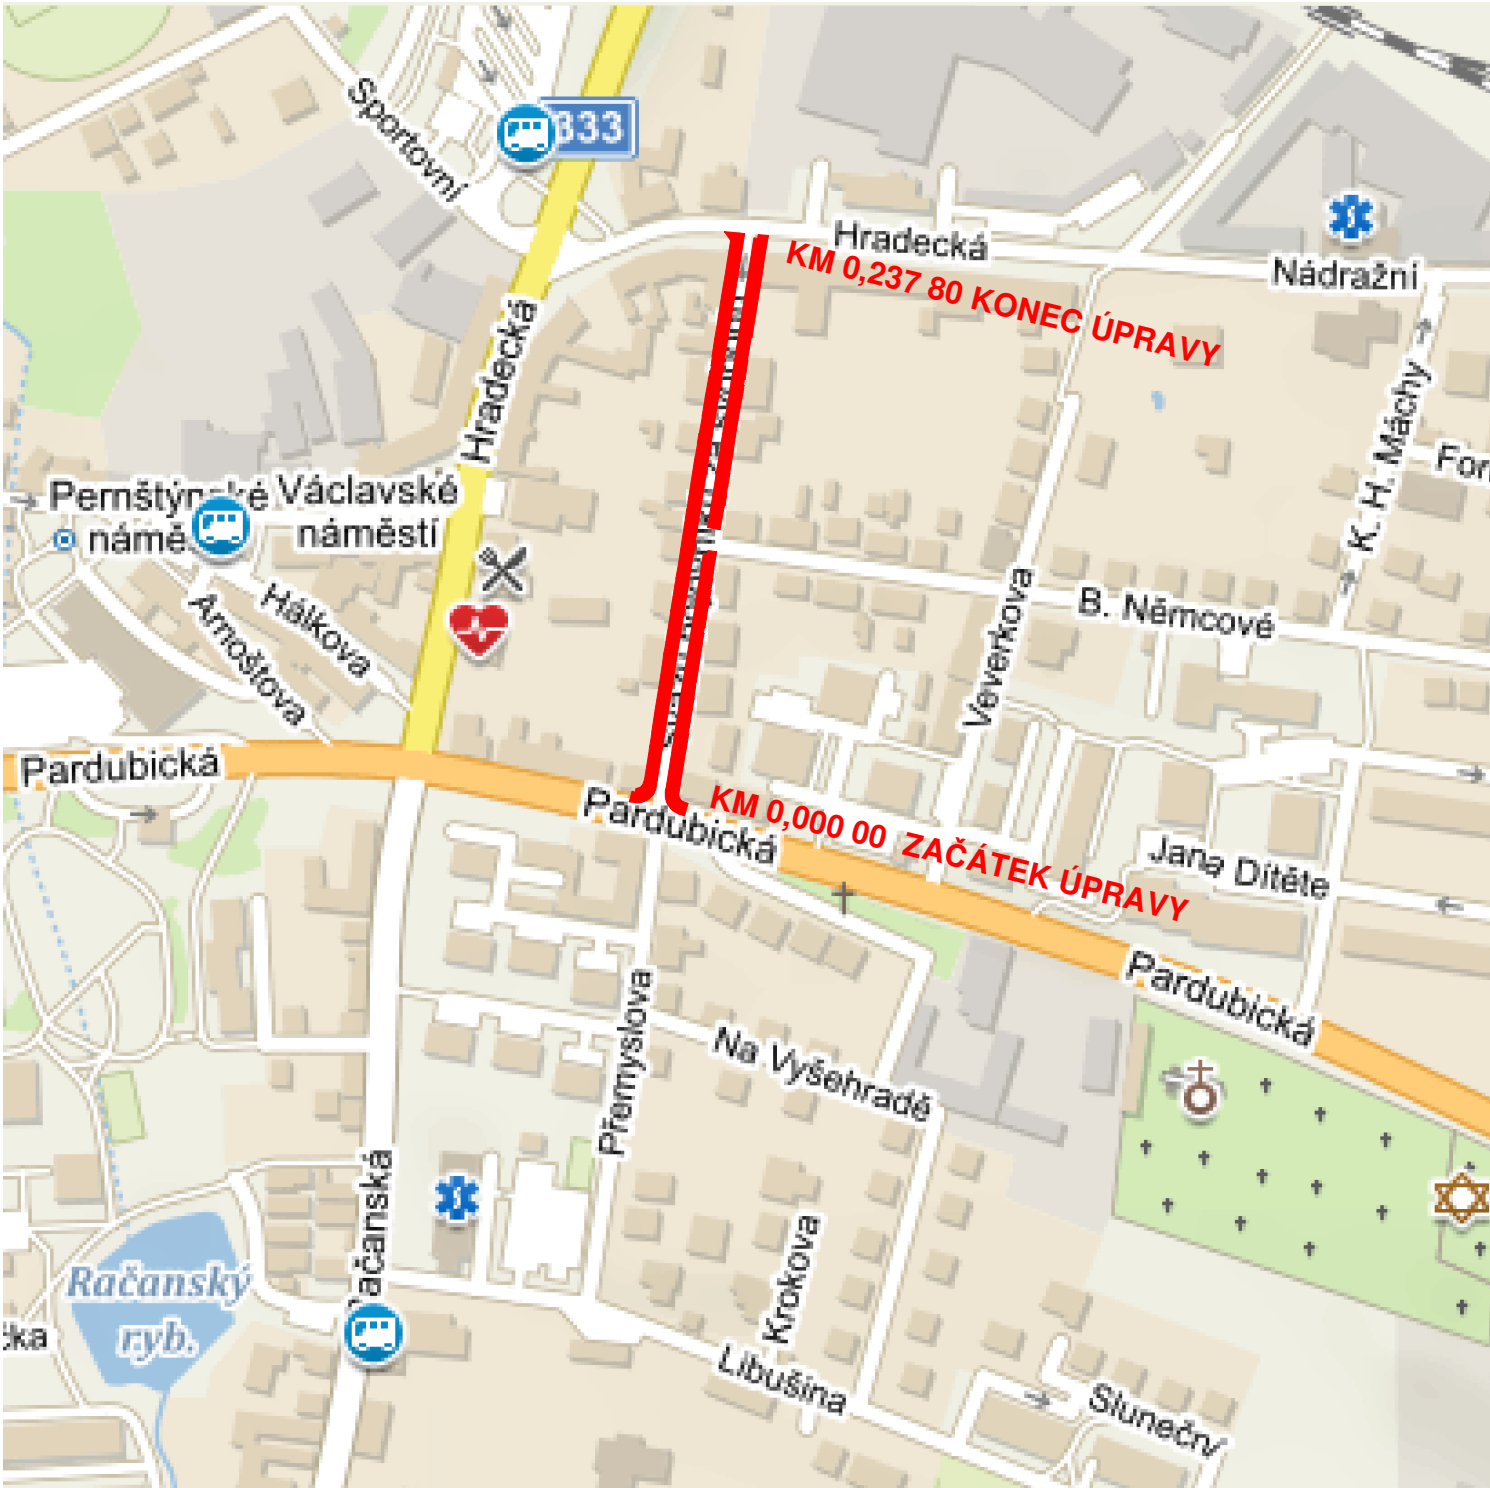 Sportovní
333
Hradecká
KM 0,237 80 KONEC ÚPRAVY
Nádražní
Hradecká
K. H. Máchy
Pernštýnské
Václavské
náměstí
Hálkova
Arnoštova
B. Němcové
Veverkova
Pardubická
Pardubická
KM 0,000 00 ZAČÁTEK ÚPRAVY
Jana Dítěte
Pardubická
Přemyslova
Na Vyšehradě
Račanský
ryb.
Krokova
Libušina
Sluneční